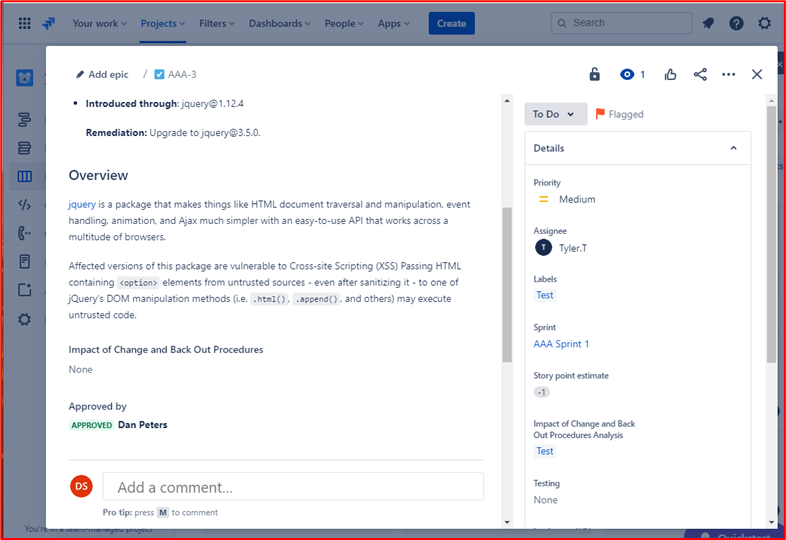 Your work Projects Filters Dashboards People Apps Create Search
Add epic / AAA-3 1
Introduced through: jquery@1.12.4
Remediation: Upgrade to jquery@3.5.0.
Overview
jquery is a package that makes things like HTML document traversal and manipulation, event
handling, animation, and Ajax much simpler with an easy-to-use API that works across a
multitude of browsers.
Affected versions of this package are vulnerable to Cross-site Scripting (XSS) Passing HTML
containing <option> elements from untrusted sources - even after sanitizing it - to one of
jQuery's DOM manipulation methods (i.e. .html(), .append(), and others) may execute
untrusted code.
Impact of Change and Back Out Procedures
None
Approved by
APPROVED Dan Peters
DS Add a comment...
Pro tip: press M to comment
To Do Flagged
Details
Priority
Medium
Assignee
T Tyler.T
Labels
Test
Sprint
AAA Sprint 1
Story point estimate
-1
Impact of Change and Back
Out Procedures Analysis
Test
Testing
None
You're in a team-managed project
Quickstart